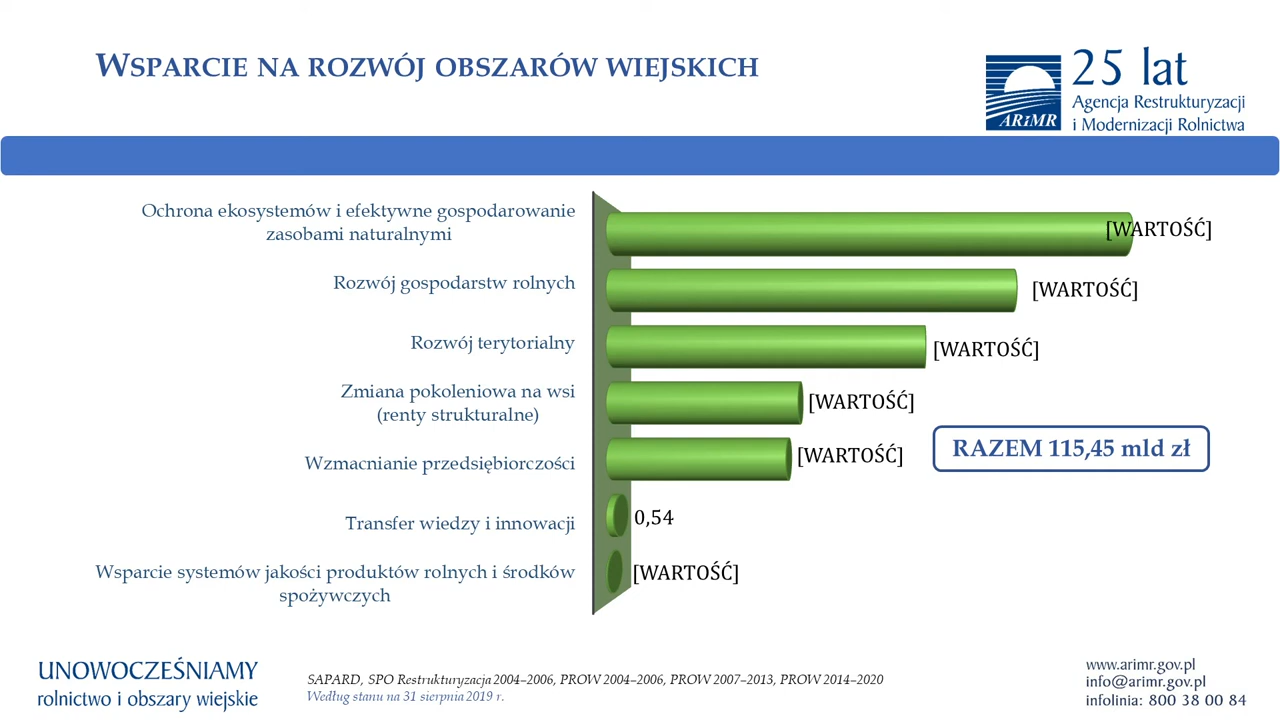 WSPARCIE NA ROZWÓJ OBSZARÓW WIEJSKICH
25 lat
Agencja Restrukturyzacji
i Modernizacji Rolnictwa
ARiMR
Ochrona ekosystemów i efektywne gospodarowanie
zasobami naturalnymi
[WARTOŚĆ]
Rozwój gospodarstw rolnych
[WARTOŚĆ]
Rozwój terytorialny
[WARTOŚĆ]
Zmiana pokoleniowa na wsi
(renty strukturalne)
[WARTOŚĆ]
Wzmacnianie przedsiębiorczości
[WARTOŚĆ]
RAZEM 115,45 mld zł
Transfer wiedzy i innowacji
0,54
Wsparcie systemów jakości produktów rolnych i środków
spożywczych
[WARTOŚĆ]
UNOWOCZEŚNIAMY
rolnictwo i obszary wiejskie
SAPARD, SPO Restrukturyzacja 2004–2006, PROW 2004–2006, PROW 2007–2013, PROW 2014–2020
Według stanu na 31 sierpnia 2019 r.
www.arimr.gov.pl
info@arimr.gov.pl
infolinia: 800 38 00 84